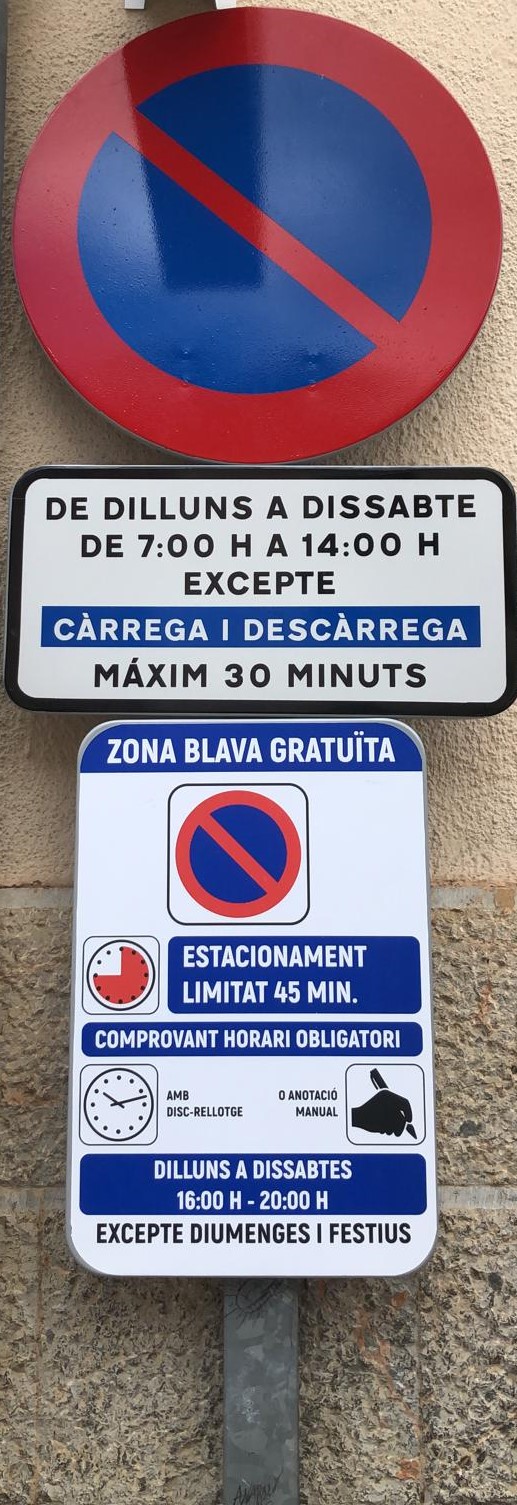 DE DILLUNS A DISSABTE
DE 7:00 H A 14:00 H
EXCEPTE
CÀRREGA I DESCÀRREGA
MÁXIM 30 MINUTS
ZONA BLAVA GRATUÏTA
ESTACIONAMENT
LIMITAT 45 MIN.
COMPROVANT HORARI OBLIGATORI
AMB
DISC-RELLOTGE
O ANOTACIÓ
MANUAL
DILLUNS A DISSABTES
16:00 H - 20:00 H
EXCEPTE DIUMENGES I FESTIUS